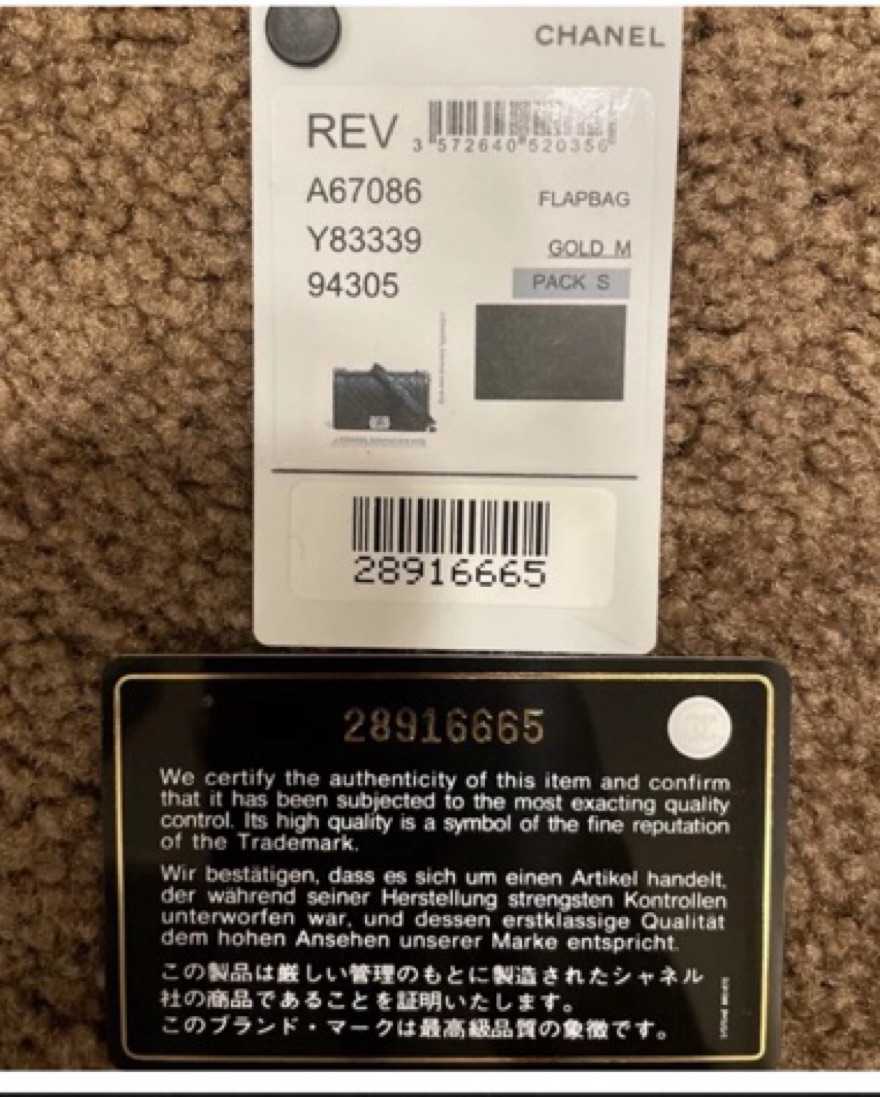 CHANEL
REV
3 572640 520356
A67086
FLAPBAG
Y83339
GOLD M
94305
PACK S
28916665
28916665
We certify the authenticity of this item and confirm
that it has been subjected to the most exacting quality
control. Its high quality is a symbol of the fine reputation
of the Trademark.
Wir bestätigen, dass es sich um einen Artikel handelt,
der während seiner Herstellung strengsten Kontrollen
unterworfen war, und dessen erstklassige Qualität
dem hohen Ansehen unserer Marke entspricht.
この製品は厳しい管理のもとに製造されたシャネル
社の商品であることを証明いたします。
このブランド・マークは最高級品質の象徴です。